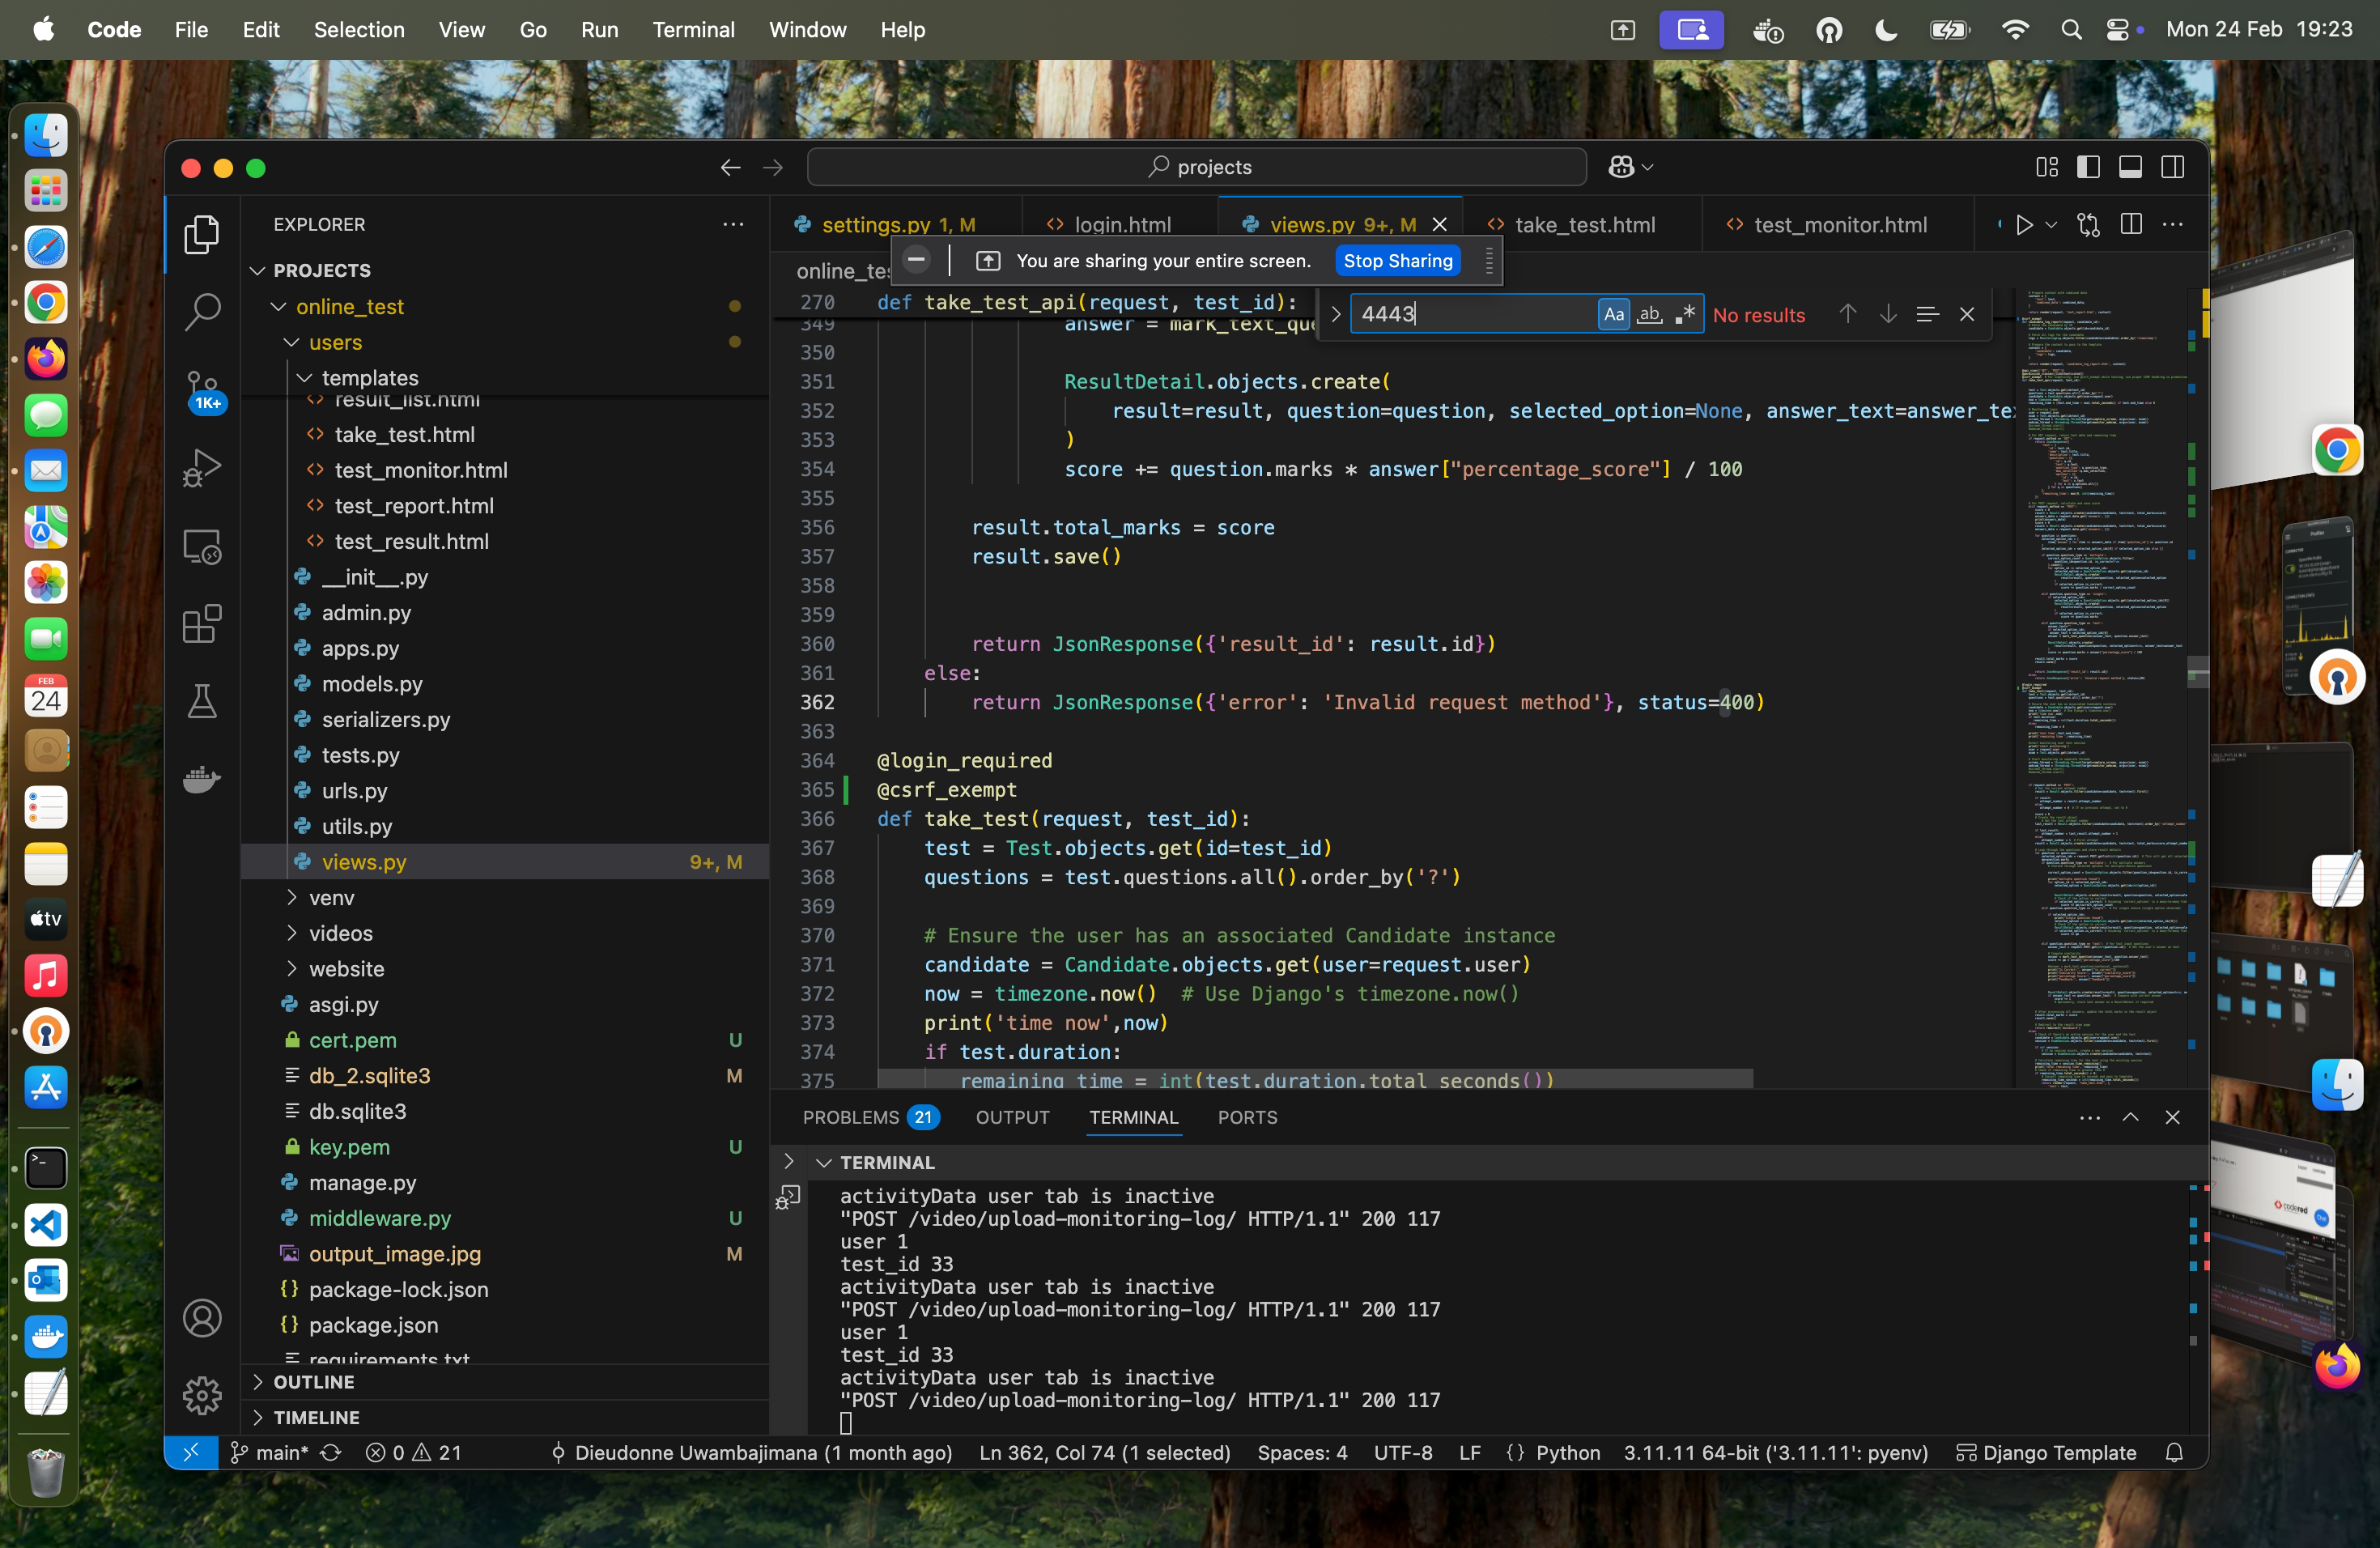 Code File Edit Selection View Go Run Terminal Window Help Mon 24 Feb 19:23
projects
EXPLORER
PROJECTS
online_test
users
templates
result_list.html
take_test.html
test_monitor.html
test_report.html
test_result.html
__init__.py
admin.py
apps.py
models.py
serializers.py
tests.py
urls.py
utils.py
views.py 9+, M
venv
videos
website
asgi.py
cert.pem U
db_2.sqlite3 M
db.sqlite3
key.pem U
manage.py
middleware.py U
output_image.jpg M
package-lock.json
package.json
requirements.txt
OUTLINE
TIMELINE
1K+
FEB
24
tv
settings.py 1, M login.html views.py 9+, M take_test.html test_monitor.html
You are sharing your entire screen. Stop Sharing
online_te
4443 Aa ab No results
270 def take_test_api(request, test_id):
349 answer = mark_text_que
350
351 ResultDetail.objects.create(
352 result=result, question=question, selected_option=None, answer_text=answer_te
353 )
354 score += question.marks * answer["percentage_score"] / 100
355
356 result.total_marks = score
357 result.save()
358
359
360 return JsonResponse({'result_id': result.id})
361 else:
362 return JsonResponse({'error': 'Invalid request method'}, status=400)
363
364 @login_required
365 @csrf_exempt
366 def take_test(request, test_id):
367 test = Test.objects.get(id=test_id)
368 questions = test.questions.all().order_by('?')
369
370 # Ensure the user has an associated Candidate instance
371 candidate = Candidate.objects.get(user=request.user)
372 now = timezone.now() # Use Django's timezone.now()
373 print('time now',now)
374 if test.duration:
375 remaining_time = int(test.duration.total_seconds())
PROBLEMS 21 OUTPUT TERMINAL PORTS
TERMINAL
activityData user tab is inactive
"POST /video/upload-monitoring-log/ HTTP/1.1" 200 117
user 1
test_id 33
activityData user tab is inactive
"POST /video/upload-monitoring-log/ HTTP/1.1" 200 117
user 1
test_id 33
activityData user tab is inactive
"POST /video/upload-monitoring-log/ HTTP/1.1" 200 117
main* 0 21 Dieudonne Uwambajimana (1 month ago) Ln 362, Col 74 (1 selected) Spaces: 4 UTF-8 LF {} Python 3.11.11 64-bit ('3.11.11': pyenv) Django Template